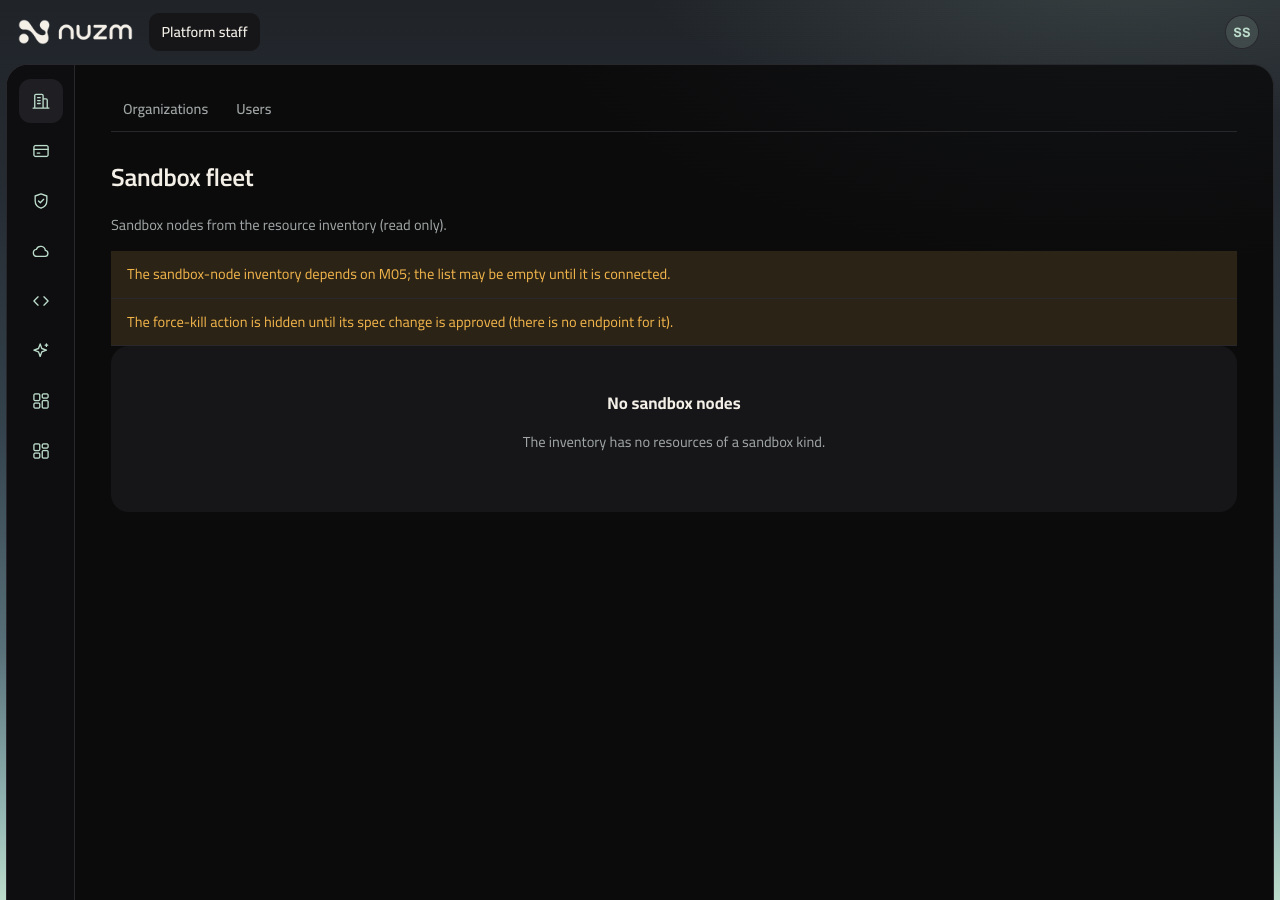 nuzm
Platform staff
SS
Organizations
Users
Sandbox fleet
Sandbox nodes from the resource inventory (read only).
The sandbox-node inventory depends on M05; the list may be empty until it is connected.
The force-kill action is hidden until its spec change is approved (there is no endpoint for it).
No sandbox nodes
The inventory has no resources of a sandbox kind.